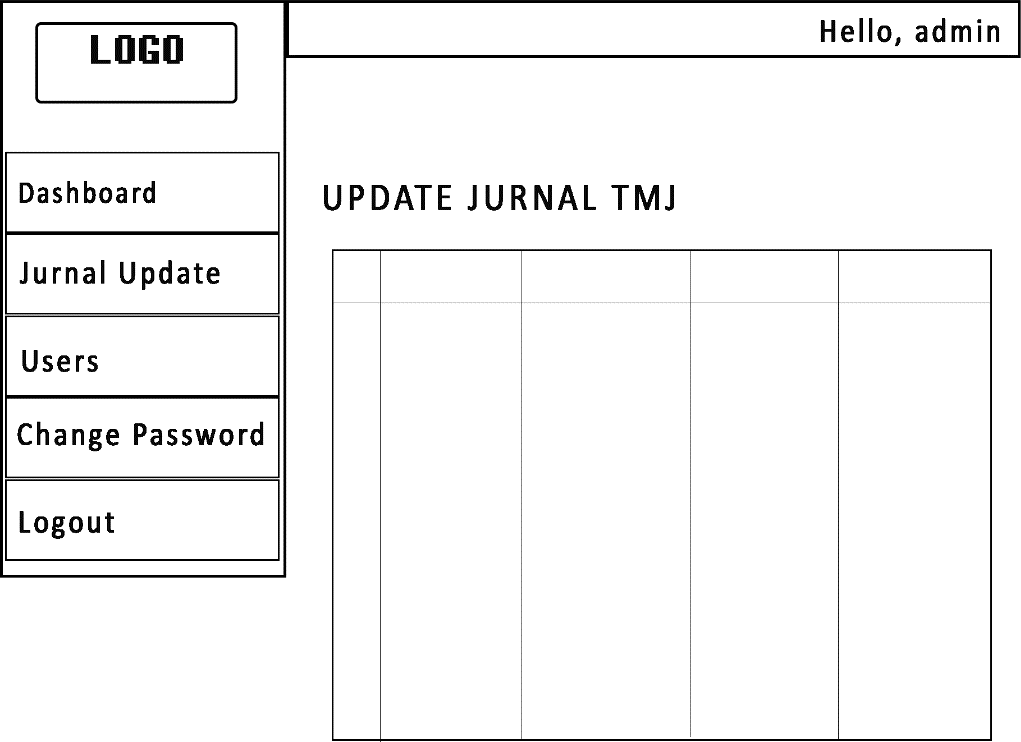 LOGO
Hello, admin
Dashboard
Jurnal Update
Users
Change Password
Logout
UPDATE JURNAL TMJ